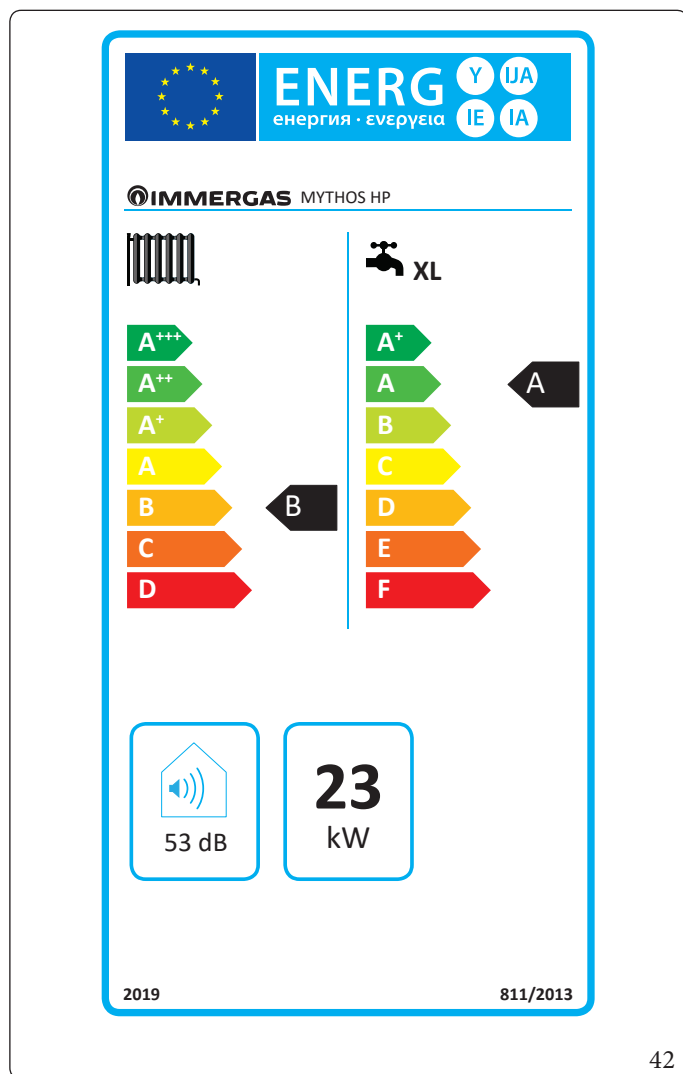 ENERG Y IJA
енергия · ενεργεια IE IA
IMMERGAS MYTHOS HP
XL
A+++
A++
A+
A
B
B
C
D
A+
A
A
B
C
D
E
F
53 dB
23
kW
2019 811/2013
42